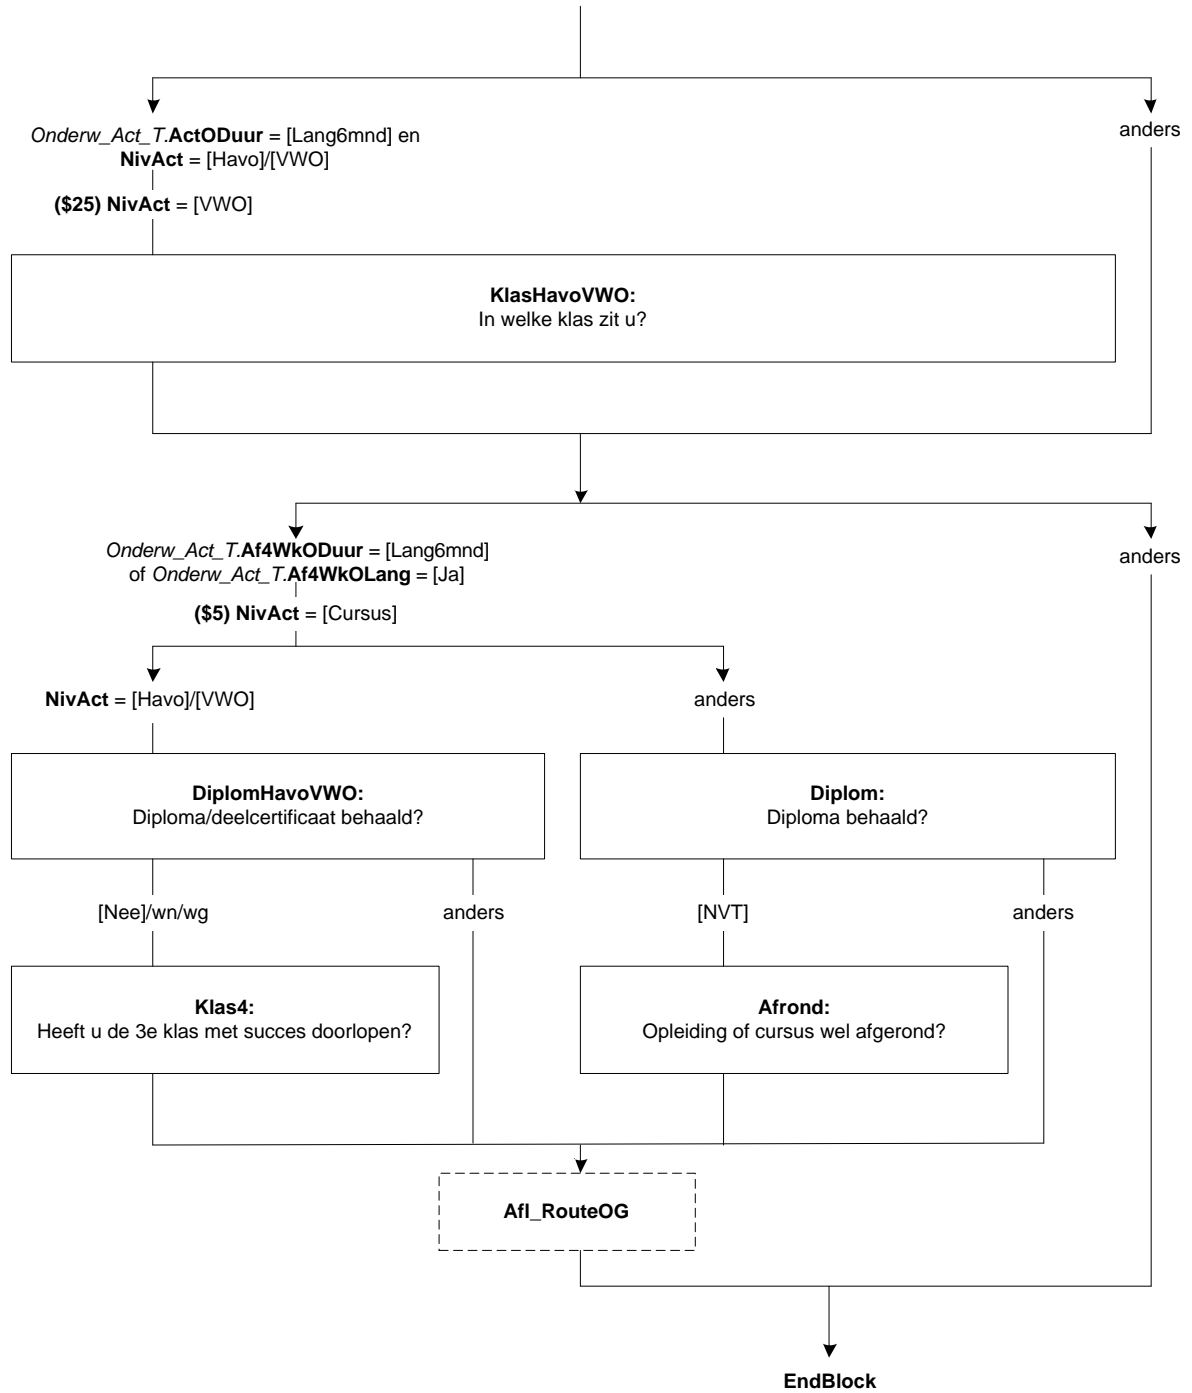 Onderw_Act_T.ActODuur = [Lang6mnd] en
NivAct = [Havo]/[VWO]
anders
($25) NivAct = [VWO]
KlasHavoVWO:
In welke klas zit u?
Onderw_Act_T.Af4WkODuur = [Lang6mnd]
of Onderw_Act_T.Af4WkOLang = [Ja]
anders
($5) NivAct = [Cursus]
NivAct = [Havo]/[VWO]
anders
DiplomHavoVWO:
Diploma/deelcertificaat behaald?
Diplom:
Diploma behaald?
[Nee]/wn/wg
anders
[NVT]
anders
Klas4:
Heeft u de 3e klas met succes doorlopen?
Afrond:
Opleiding of cursus wel afgerond?
Afl_RouteOG
EndBlock